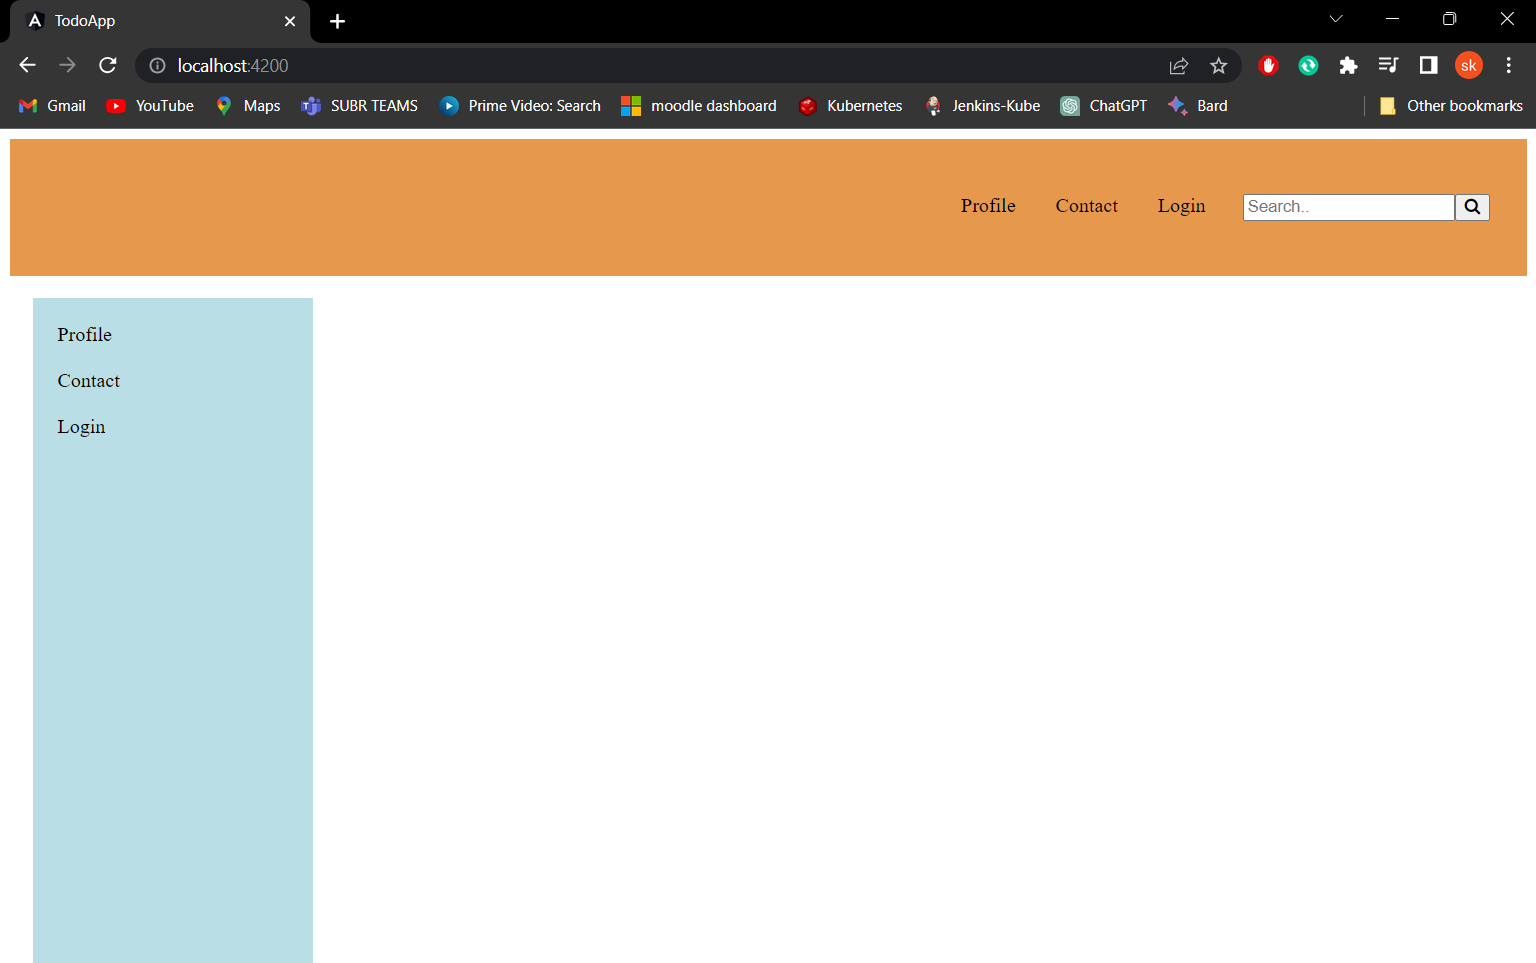 TodoApp
localhost:4200
sk
Gmail YouTube Maps SUBR TEAMS Prime Video: Search moodle dashboard Kubernetes Jenkins-Kube ChatGPT Bard Other bookmarks
Profile Contact Login Search..
Profile
Contact
Login